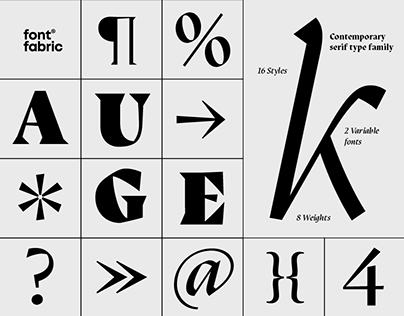 font®
fabric
¶
%
Contemporary
serif type family
16 Styles
k
A
U
→
2 Variable
fonts
*
G
E
8 Weights
?
»
@
}{
4